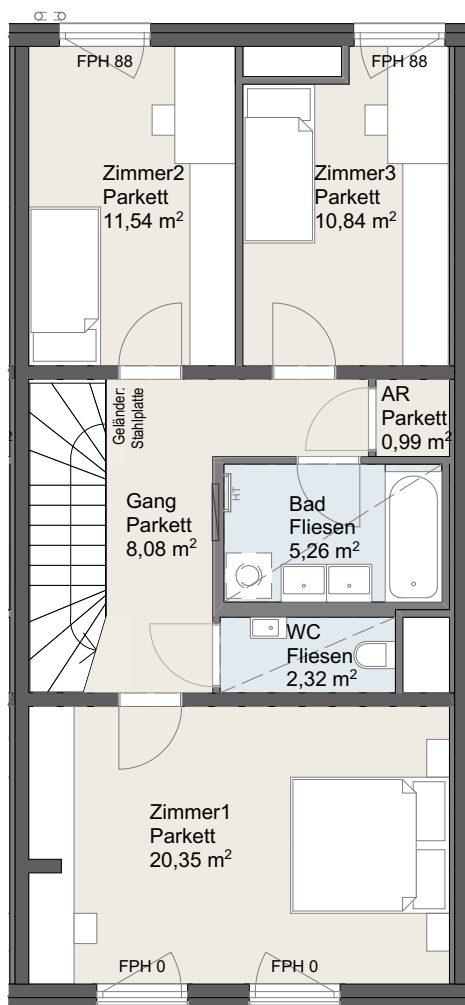 FPH 88
FPH 88
Zimmer2
Parkett
11,54 m²
Zimmer3
Parkett
10,84 m²
Geländer:
Stahlplatte
AR
Parkett
0,99 m²
Gang
Parkett
8,08 m²
HT
Bad
Fliesen
5,26 m²
WC
Fliesen
2,32 m²
Zimmer1
Parkett
20,35 m²
FPH 0
FPH 0